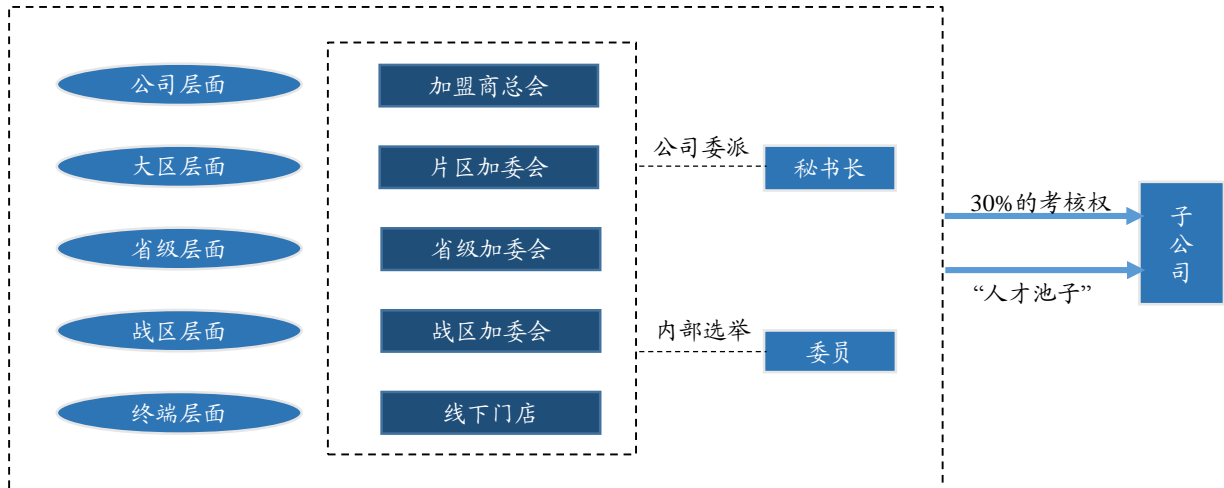 公司层面
加盟商总会
大区层面
片区加委会
公司委派
秘书长
省级层面
省级加委会
战区层面
战区加委会
内部选举
委员
终端层面
线下门店
30%的考核权
“人才池子”
子
公
司